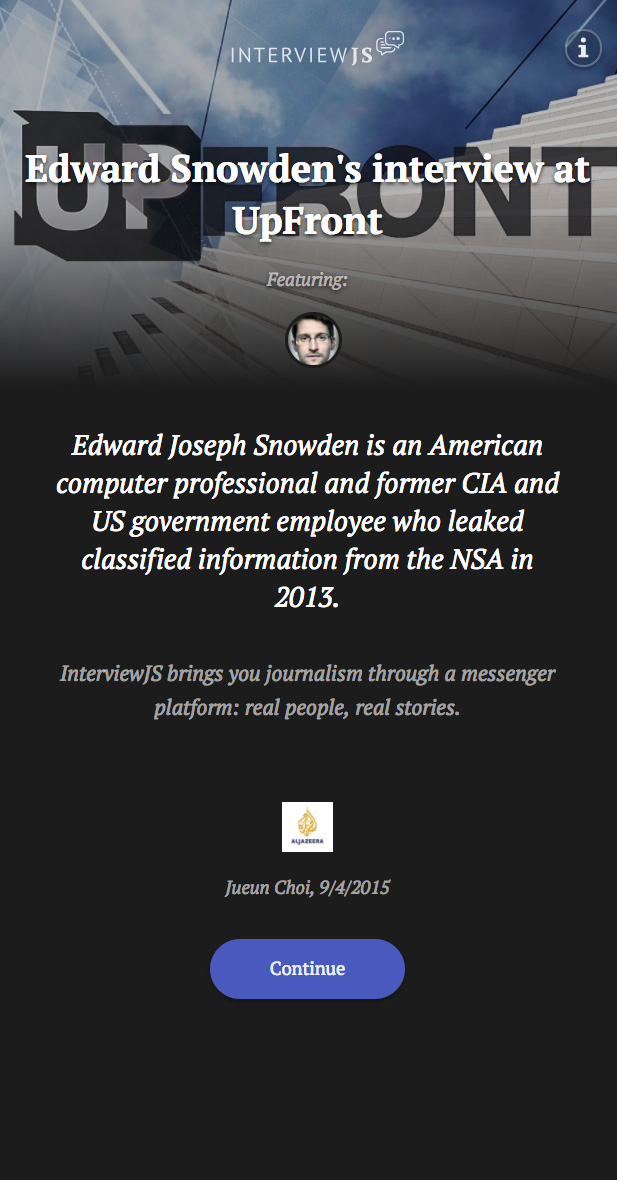 INTERVIEWJS
UPFRONT
Edward Snowden's interview at
UpFront
Featuring:
Edward Joseph Snowden is an American
computer professional and former CIA and
US government employee who leaked
classified information from the NSA in
2013.
InterviewJS brings you journalism through a messenger
platform: real people, real stories.
ALJAZEERA
Jueun Choi, 9/4/2015
Continue